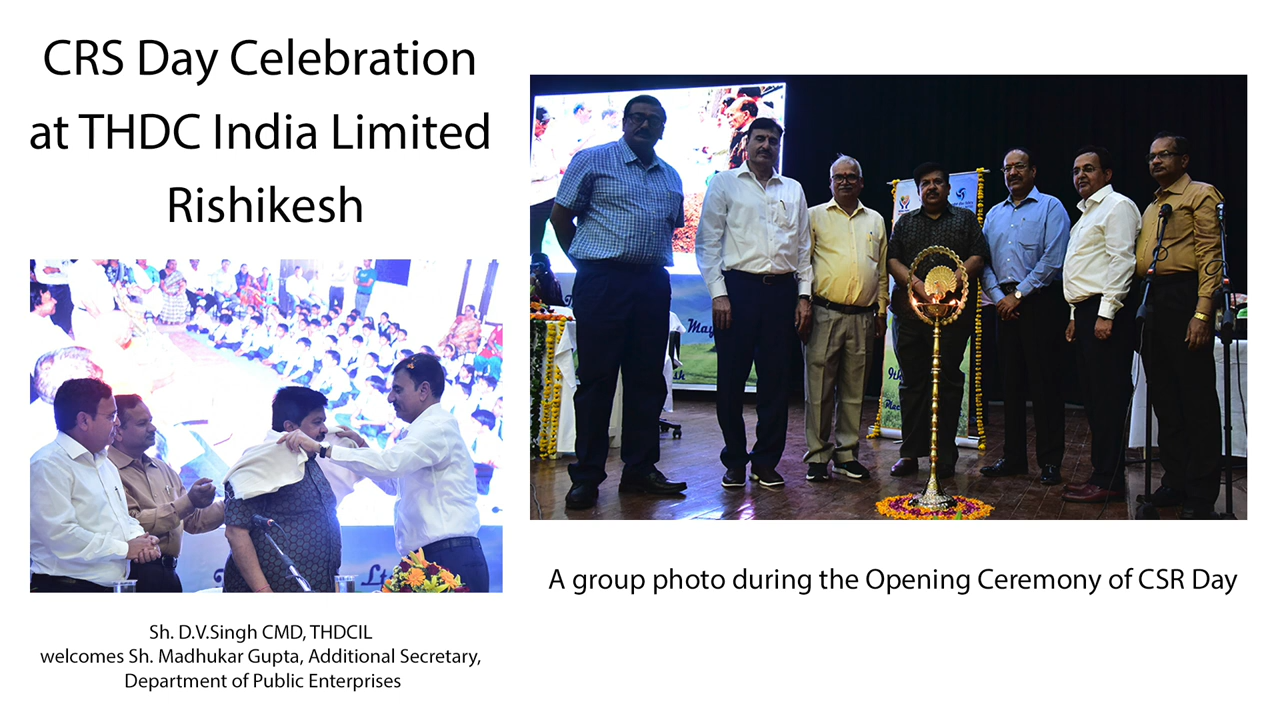 CRS Day Celebration
at THDC India Limited
Rishikesh
Sh. D.V.Singh CMD, THDCIL
welcomes Sh. Madhukar Gupta, Additional Secretary,
Department of Public Enterprises
A group photo during the Opening Ceremony of CSR Day